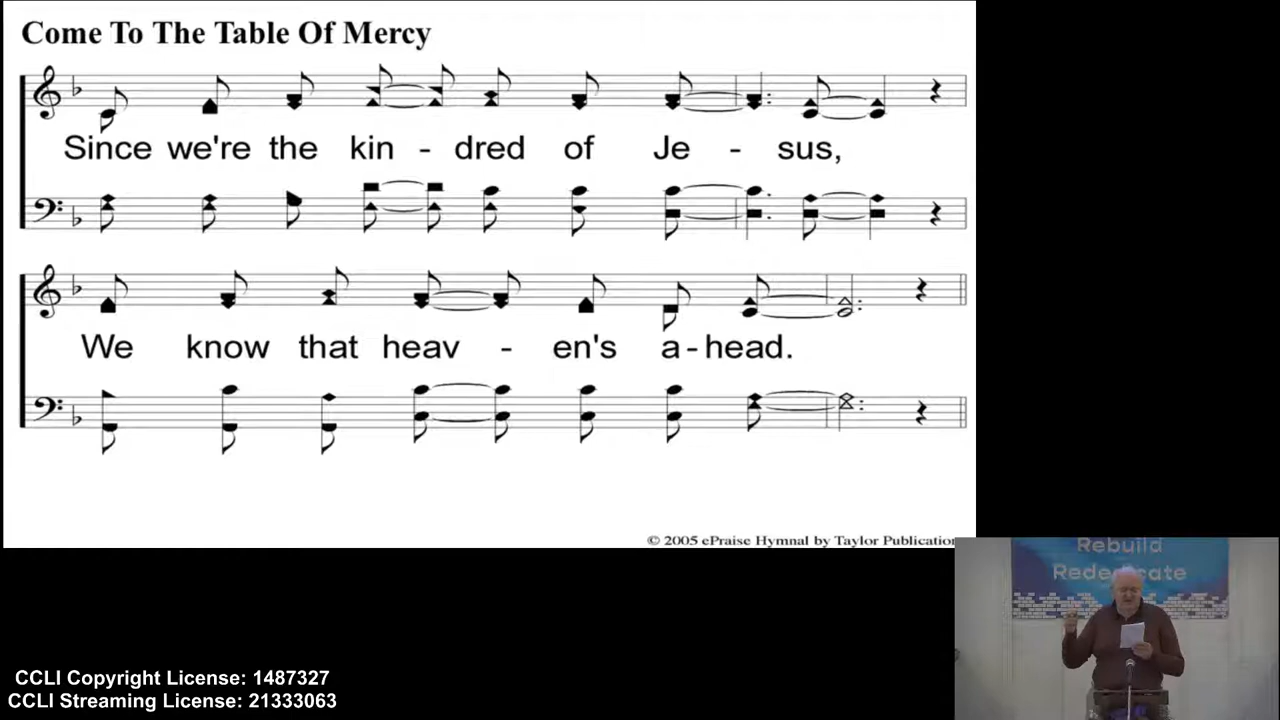 Come To The Table Of Mercy
Since we're the kin - dred of Je - sus,
We know that heav - en's a - head.
© 2005 ePraise Hymnal by Taylor Publication
Rebuild
Rededicate
CCLI Copyright License: 1487327
CCLI Streaming License: 21333063